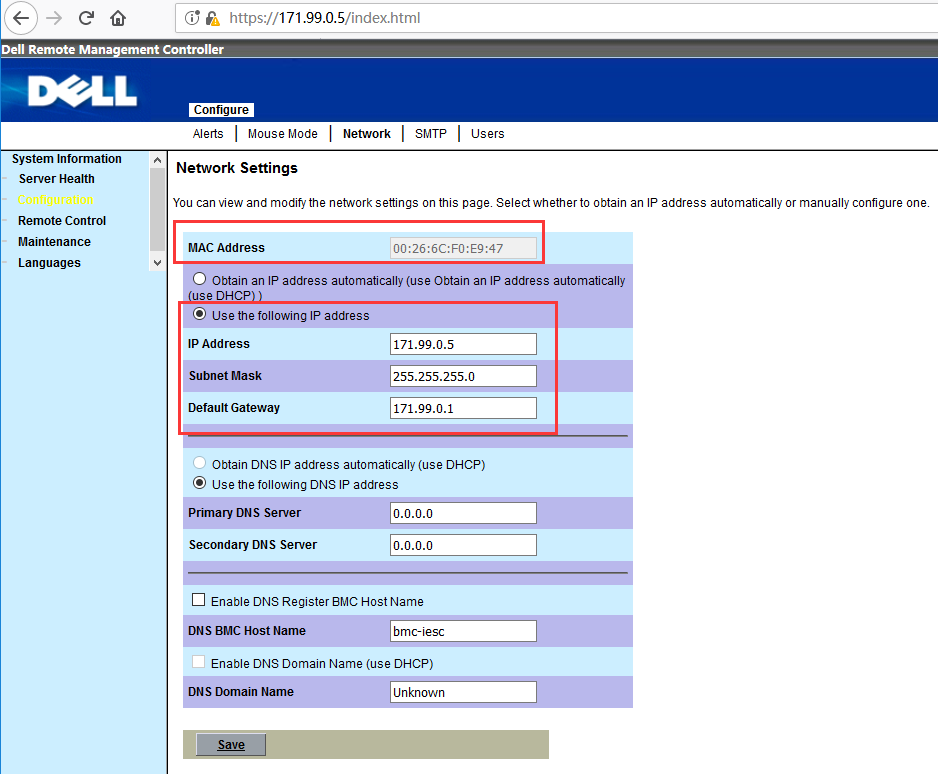 https://171.99.0.5/index.html
Dell Remote Management Controller
DELL
Configure
Alerts
Mouse Mode
Network
SMTP
Users
System Information
Server Health
Configuration
Remote Control
Maintenance
Languages
Network Settings
You can view and modify the network settings on this page. Select whether to obtain an IP address automatically or manually configure one.
MAC Address 00:26:6C:F0:E9:47
Obtain an IP address automatically (use Obtain an IP address automatically
(use DHCP) )
Use the following IP address
IP Address 171.99.0.5
Subnet Mask 255.255.255.0
Default Gateway 171.99.0.1
Obtain DNS IP address automatically (use DHCP)
Use the following DNS IP address
Primary DNS Server 0.0.0.0
Secondary DNS Server 0.0.0.0
Enable DNS Register BMC Host Name
DNS BMC Host Name bmc-iesc
Enable DNS Domain Name (use DHCP)
DNS Domain Name Unknown
Save